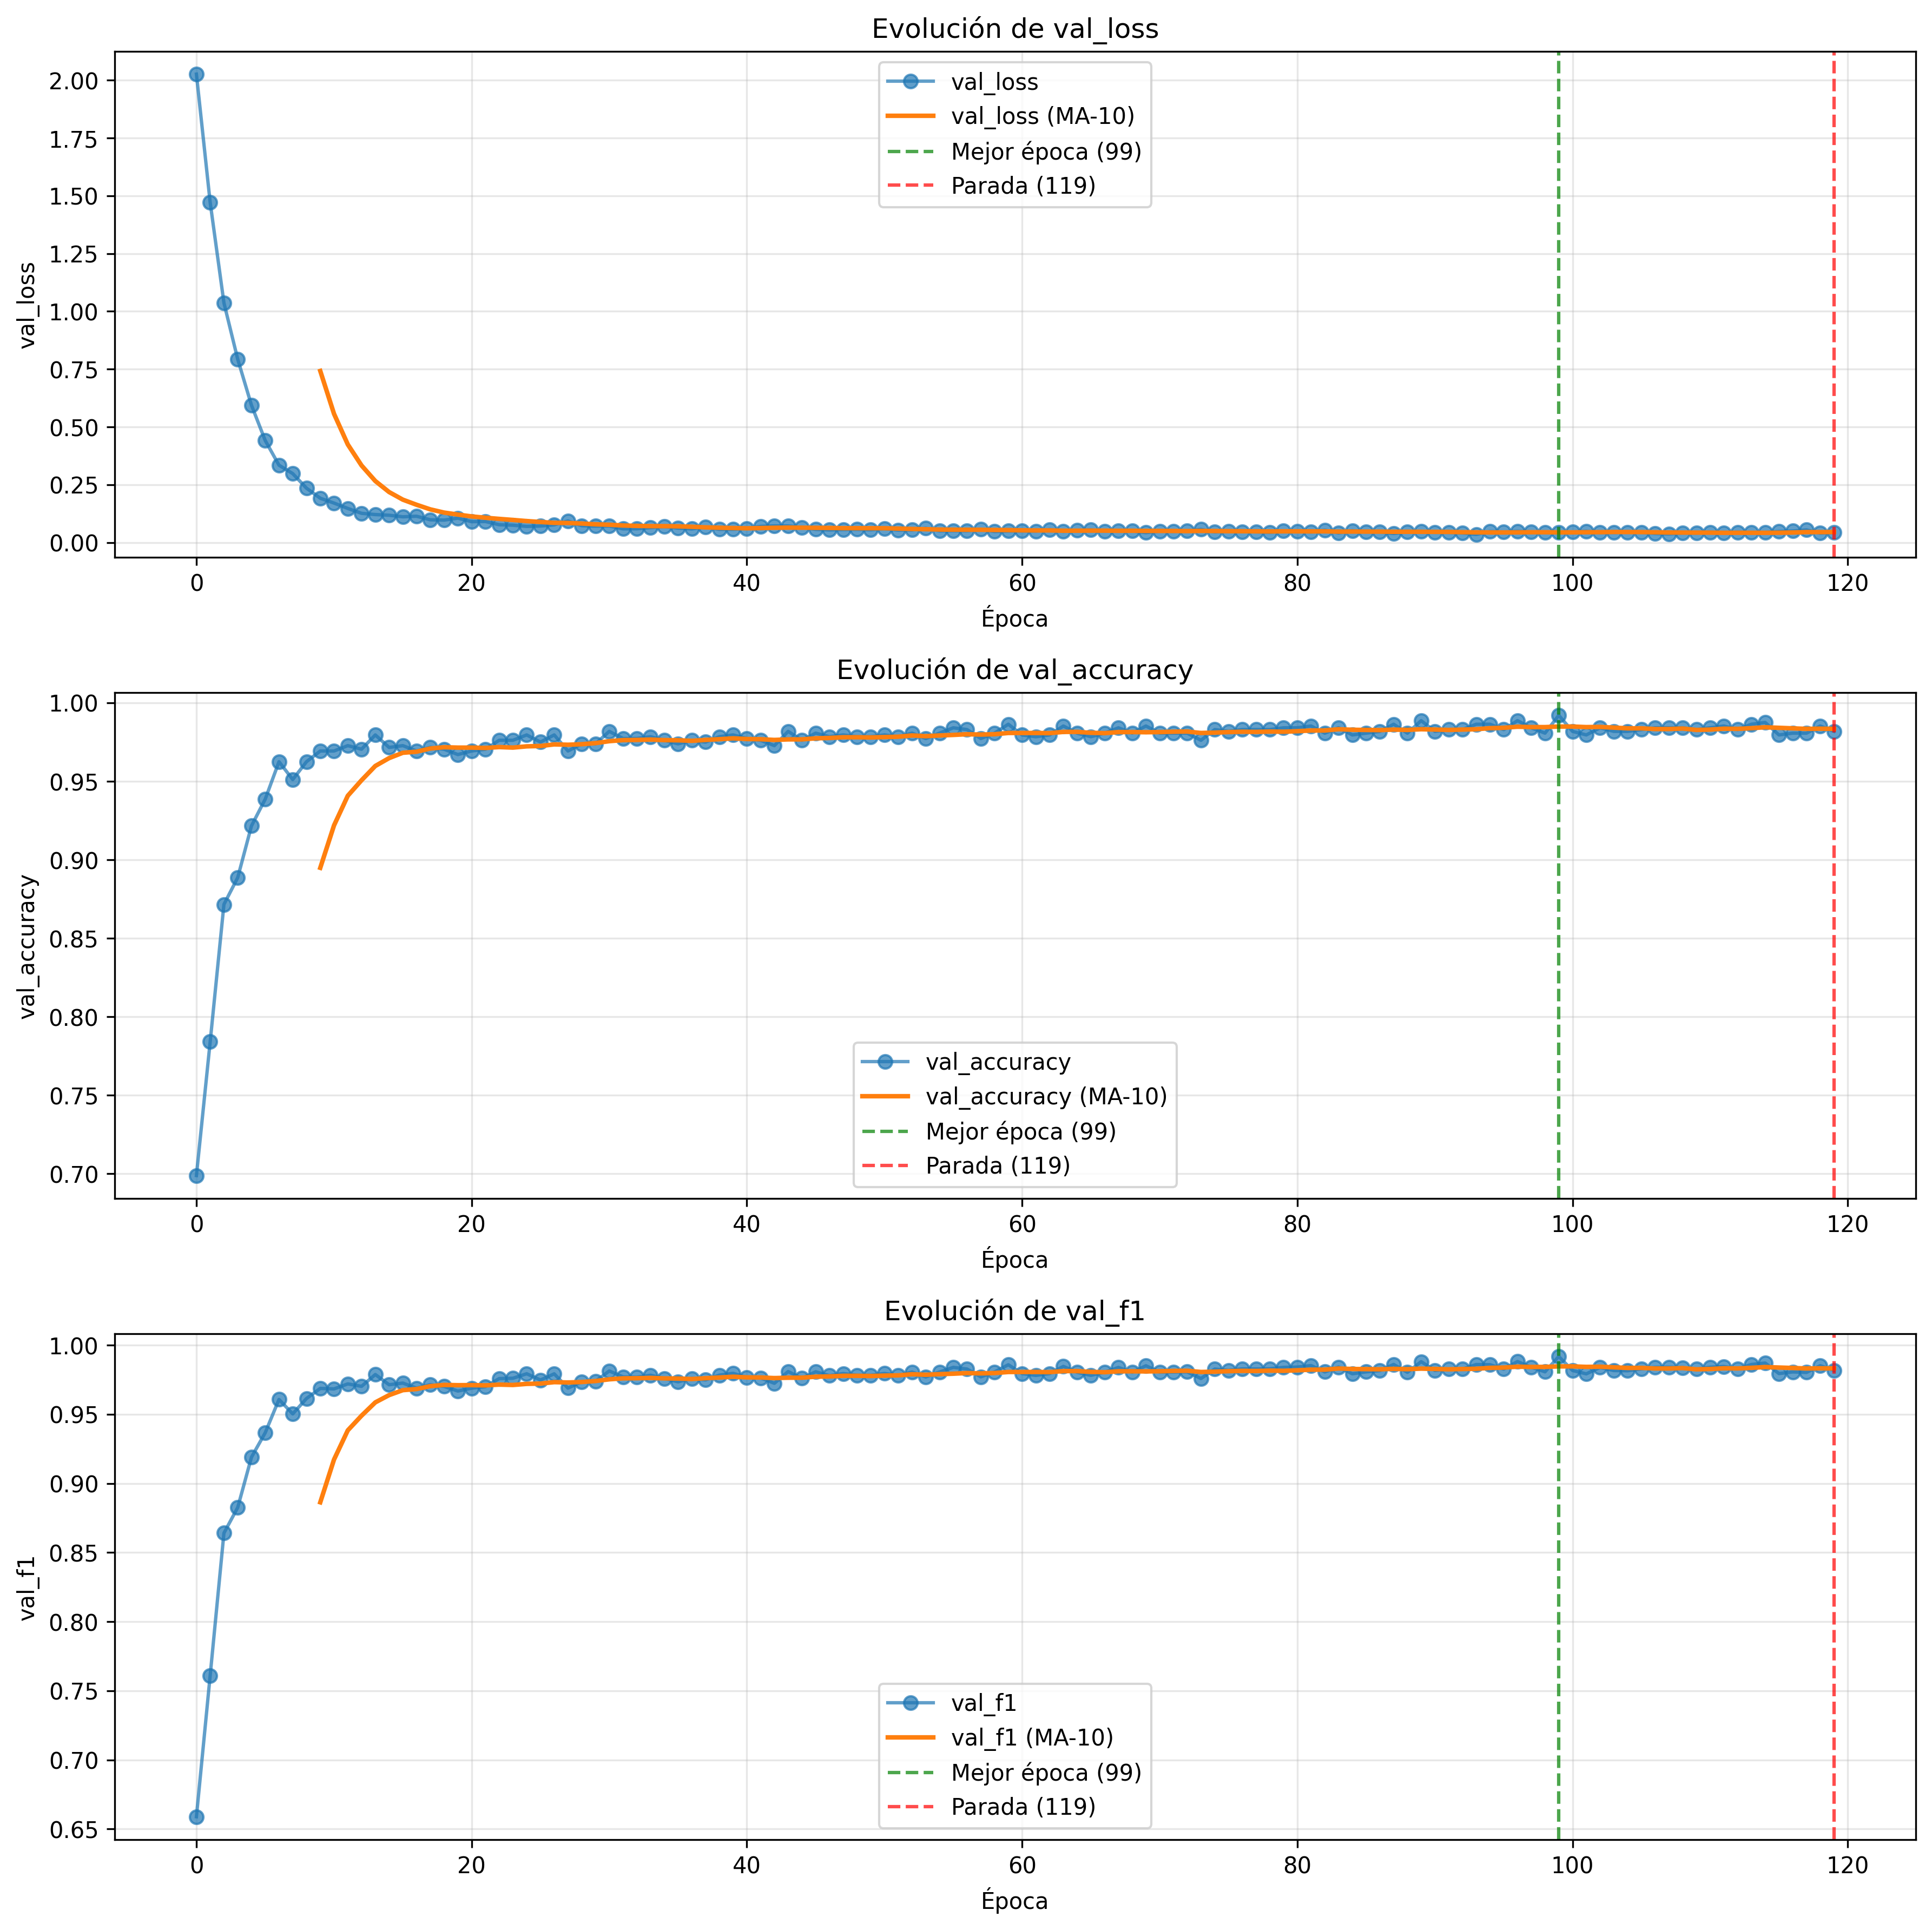 Evolución de val_loss
val_loss
2.00
1.75
1.50
1.25
1.00
0.75
0.50
0.25
0.00
val_loss
val_loss (MA-10)
Mejor época (99)
Parada (119)
0 20 40 60 80 100 120
Época
Evolución de val_accuracy
val_accuracy
1.00
0.95
0.90
0.85
0.80
0.75
0.70
val_accuracy
val_accuracy (MA-10)
Mejor época (99)
Parada (119)
0 20 40 60 80 100 120
Época
Evolución de val_f1
val_f1
1.00
0.95
0.90
0.85
0.80
0.75
0.70
0.65
val_f1
val_f1 (MA-10)
Mejor época (99)
Parada (119)
0 20 40 60 80 100 120
Época